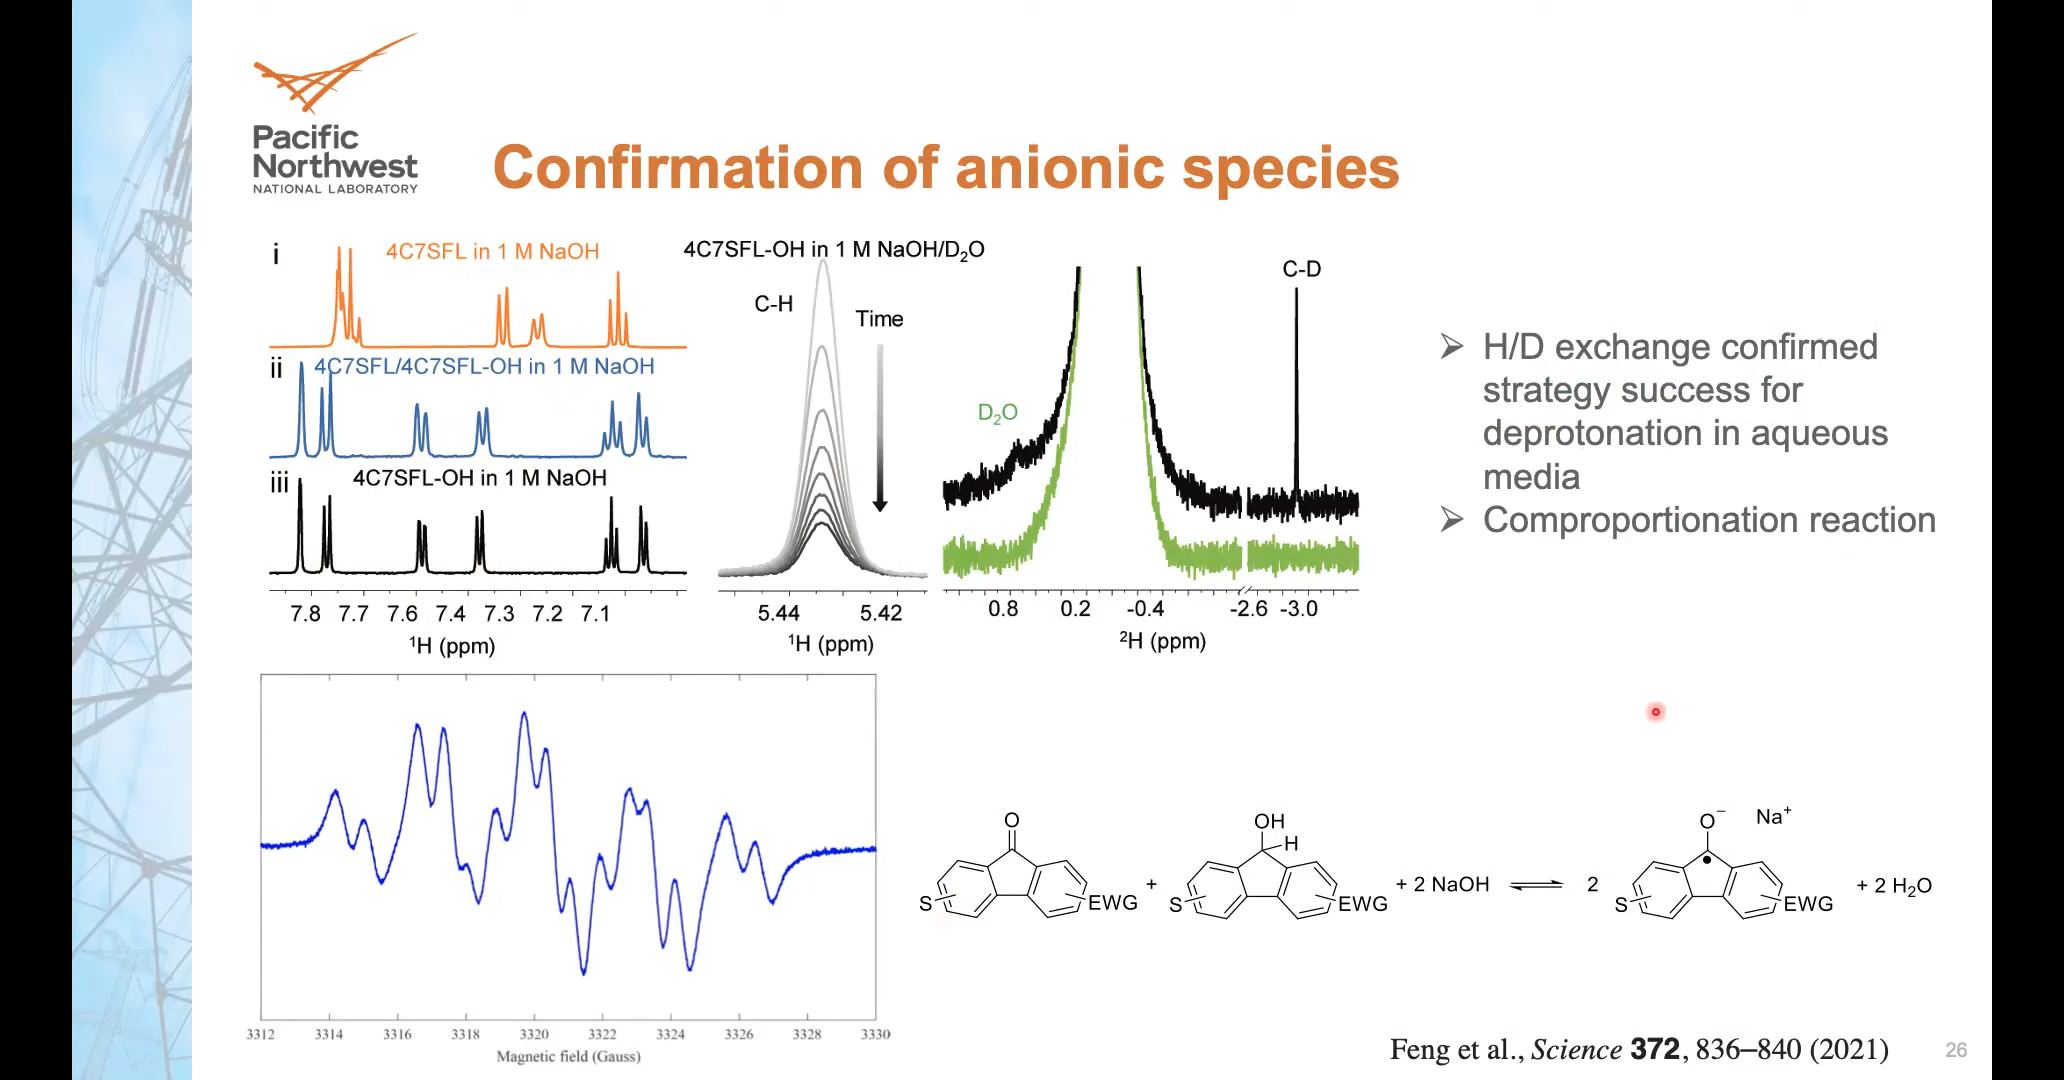 Pacific
Northwest
NATIONAL LABORATORY
Confirmation of anionic species
i
4C7SFL in 1 M NaOH
ii
4C7SFL/4C7SFL-OH in 1 M NaOH
iii
4C7SFL-OH in 1 M NaOH
7.8 7.7 7.6 7.4 7.3 7.2 7.1
¹H (ppm)
4C7SFL-OH in 1 M NaOH/D₂O
C-H
Time
5.44 5.42
¹H (ppm)
C-D
D₂O
0.8 0.2 -0.4 -2.6 -3.0
²H (ppm)
➢ H/D exchange confirmed
strategy success for
deprotonation in aqueous
media
➢ Comproportionation reaction
3312 3314 3316 3318 3320 3322 3324 3326 3328 3330
Magnetic field (Gauss)
O
S EWG
+
OH
H
S EWG
+ 2 NaOH
⇌
2
O⁻ Na⁺
S EWG
+ 2 H₂O
Feng et al., Science 372, 836–840 (2021)
26